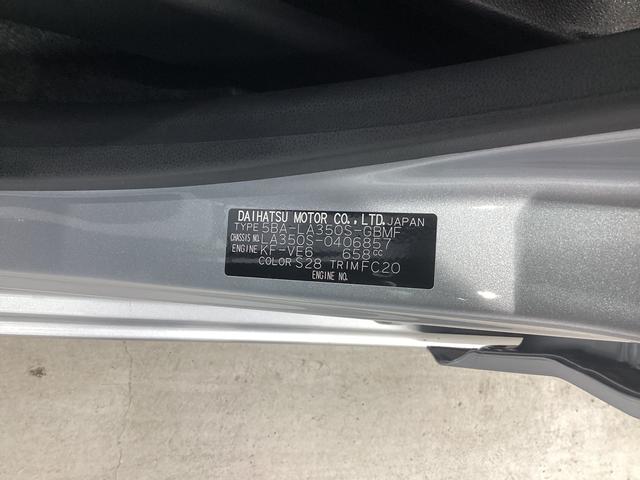 DAIHATSU MOTOR CO.,LTD.JAPAN
TYPE 5BA-LA350S-GBMF
CHASSIS NO. LA350S-0406857
ENGINE KF-VE6 658cc
COLOR S28 TRIM FC20
ENGINE NO.